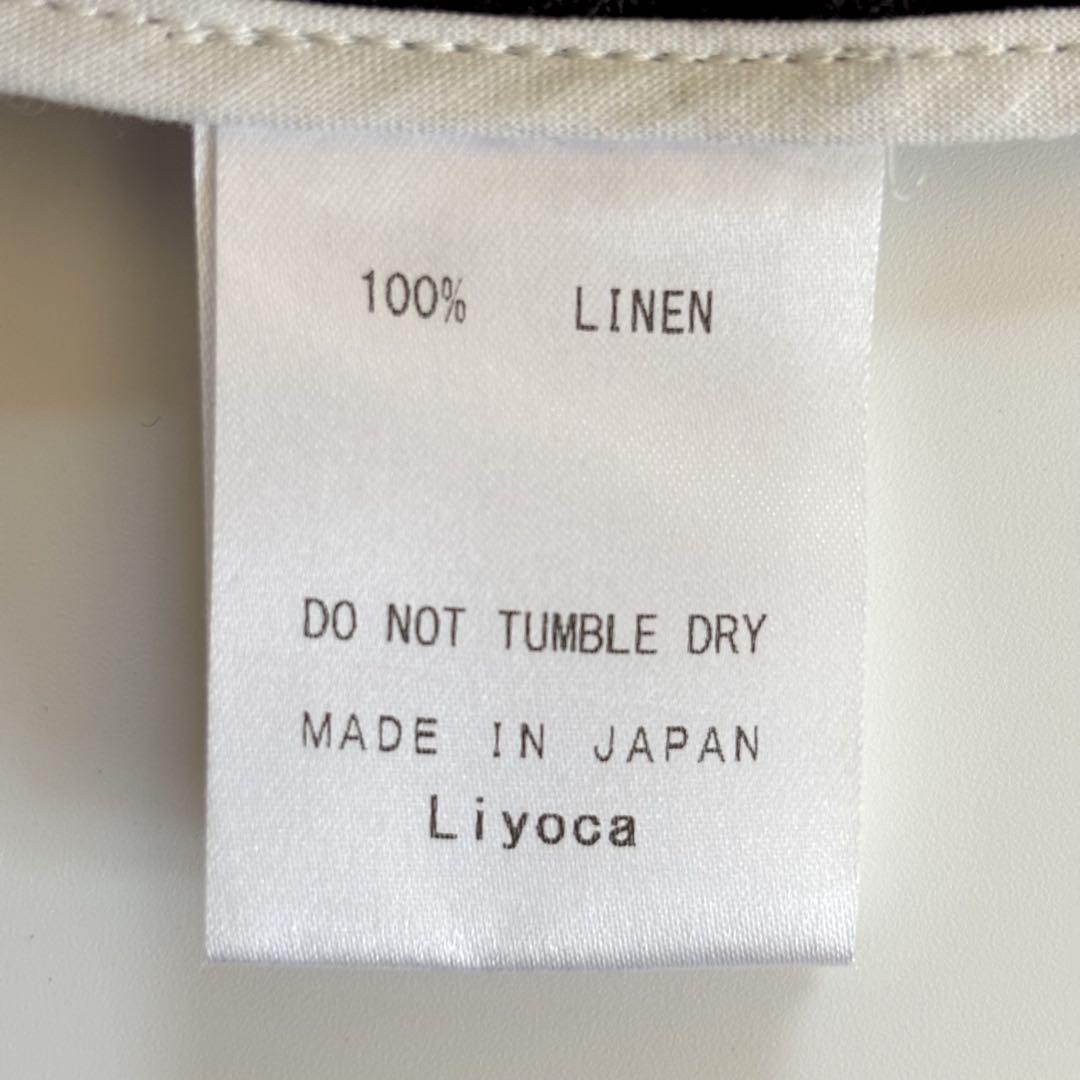 100% LINEN
DO NOT TUMBLE DRY
MADE IN JAPAN
Liyoca